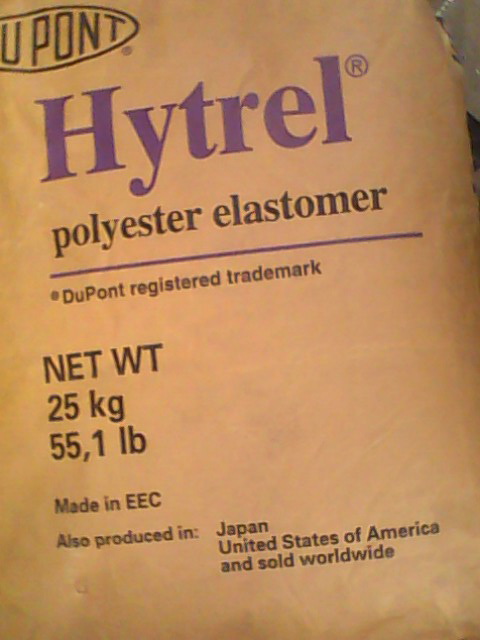 U PONT®
Hytrel®
polyester elastomer
® DuPont registered trademark
NET WT
25 kg
55,1 lb
Made in EEC
Also produced in: Japan
United States of America
and sold worldwide